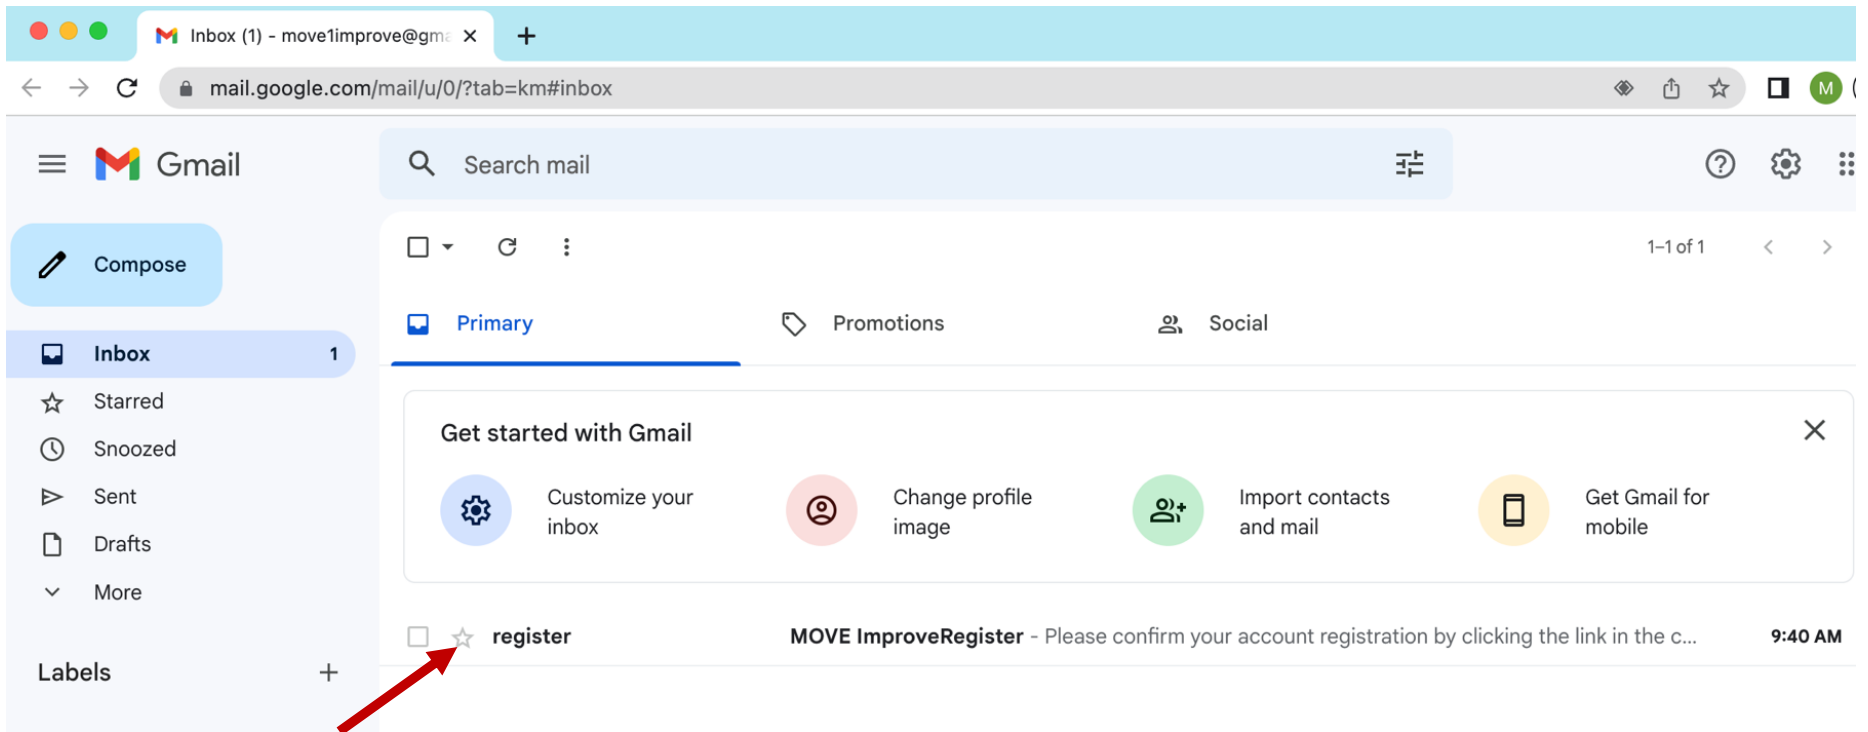 Inbox (1) - move1improve@gma
mail.google.com/mail/u/0/?tab=km#inbox
M
Gmail
Search mail
Compose
1–1 of 1
Primary
Promotions
Social
Inbox 1
Starred
Snoozed
Sent
Drafts
More
Labels
Get started with Gmail
Customize your
inbox
Change profile
image
Import contacts
and mail
Get Gmail for
mobile
register MOVE ImproveRegister - Please confirm your account registration by clicking the link in the c... 9:40 AM